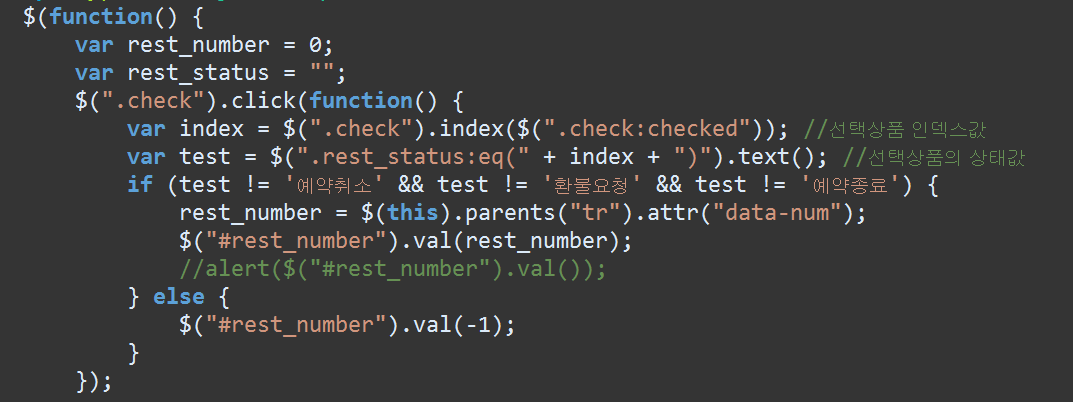 $(function() {
var rest_number = 0;
var rest_status = "";
$(".check").click(function() {
var index = $(".check").index($(".check:checked")); //선택상품 인덱스값
var test = $(".rest_status:eq(" + index + ")").text(); //선택상품의 상태값
if (test != '예약취소' && test != '환불요청' && test != '예약종료') {
rest_number = $(this).parents("tr").attr("data-num");
$("#rest_number").val(rest_number);
//alert($("#rest_number").val());
} else {
$("#rest_number").val(-1);
}
});